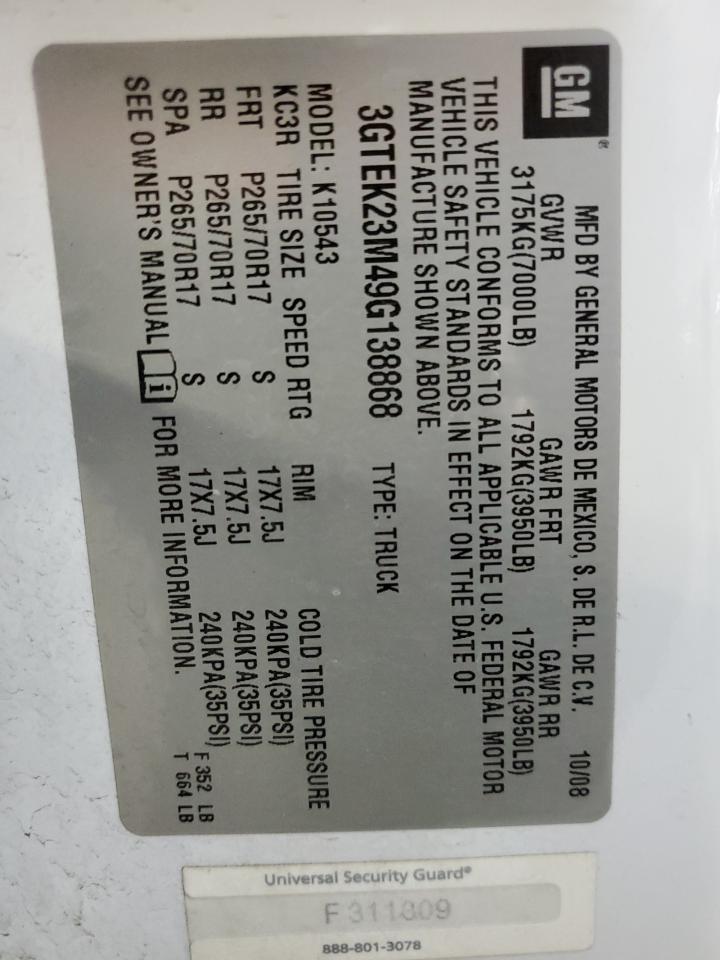 GM
MFD BY GENERAL MOTORS DE MEXICO, S. DE R.L. DE C.V. 10/08
GVWR GAWR FRT GAWR RR
3175KG(7000LB) 1792KG(3950LB) 1792KG(3950LB)
THIS VEHICLE CONFORMS TO ALL APPLICABLE U.S. FEDERAL MOTOR
VEHICLE SAFETY STANDARDS IN EFFECT ON THE DATE OF
MANUFACTURE SHOWN ABOVE.
3GTEK23M49G138868 TYPE: TRUCK
MODEL: K10543
KC3R TIRE SIZE SPEED RTG RIM COLD TIRE PRESSURE
FRT P265/70R17 S 17X7.5J 240KPA(35PSI)
RR P265/70R17 S 17X7.5J 240KPA(35PSI)
SPA P265/70R17 S 17X7.5J 240KPA(35PSI)
SEE OWNER'S MANUAL i FOR MORE INFORMATION.
F 352 LB
T 664 LB
Universal Security Guard®
F311309
888-801-3078